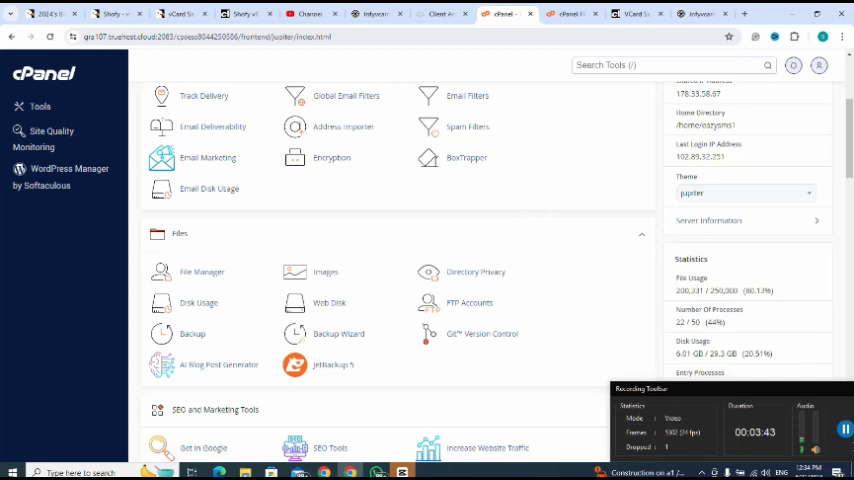 2024's B
Shofy - e
vCard Sa
Shofy vl
Channel
Infyvcar
Client Ar
cPanel -
cPanel F
VCard Sa
Infyvcar
gra107.truehost.cloud:2083/cpsess8044250586/frontend/jupiter/index.html
cPanel
Search Tools (/)
Tools
Site Quality
Monitoring
WordPress Manager
by Softaculous
Track Delivery
Global Email Filters
Email Filters
Email Deliverability
Address Importer
Spam Filters
Email Marketing
Encryption
BoxTrapper
Email Disk Usage
Files
File Manager
Images
Directory Privacy
Disk Usage
Web Disk
FTP Accounts
Backup
Backup Wizard
Git™ Version Control
AI Blog Post Generator
JetBackup 5
SEO and Marketing Tools
Get in Google
SEO Tools
Increase Website Traffic
178.33.58.67
Home Directory
/home/eazysms1
Last Login IP Address
102.89.32.251
Theme
jupiter
Server Information
Statistics
File Usage
200,331 / 250,000 (80.13%)
Number Of Processes
22 / 50 (44%)
Disk Usage
6.01 GB / 29.3 GB (20.51%)
Entry Processes
Recording Toolbar
Statistics
Duration
Audio
Mode: Video
Frames: 5302 (24 fps)
Dropped: 1
00:03:43
Type here to search
Construction on a1 /...
ENG
12:34 PM